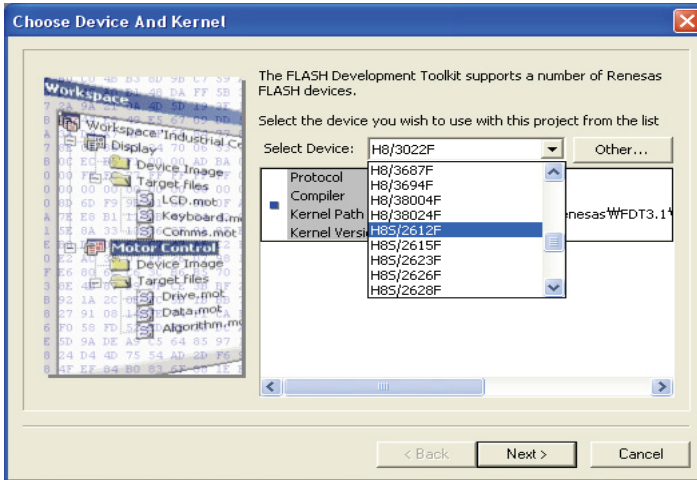 Choose Device And Kernel
The FLASH Development Toolkit supports a number of Renesas
FLASH devices.
Select the device you wish to use with this project from the list
Select Device:
H8/3022F
Other...
Protocol
Compiler
Kernel Path
Kernel Versi
enesas₩FDT3.1
H8/3687F
H8/3694F
H8/38004F
H8/38024F
H8S/2612F
H8S/2615F
H8S/2623F
H8S/2626F
H8S/2628F
Workspace
Workspace "Industrial Co
Display
Device Image
Target files
LCD.mot
Keyboard.m
Comms.mot
Motor Control
Device Image
Target files
Drive.mot
Data.mot
Algorithm.mo
< Back
Next >
Cancel